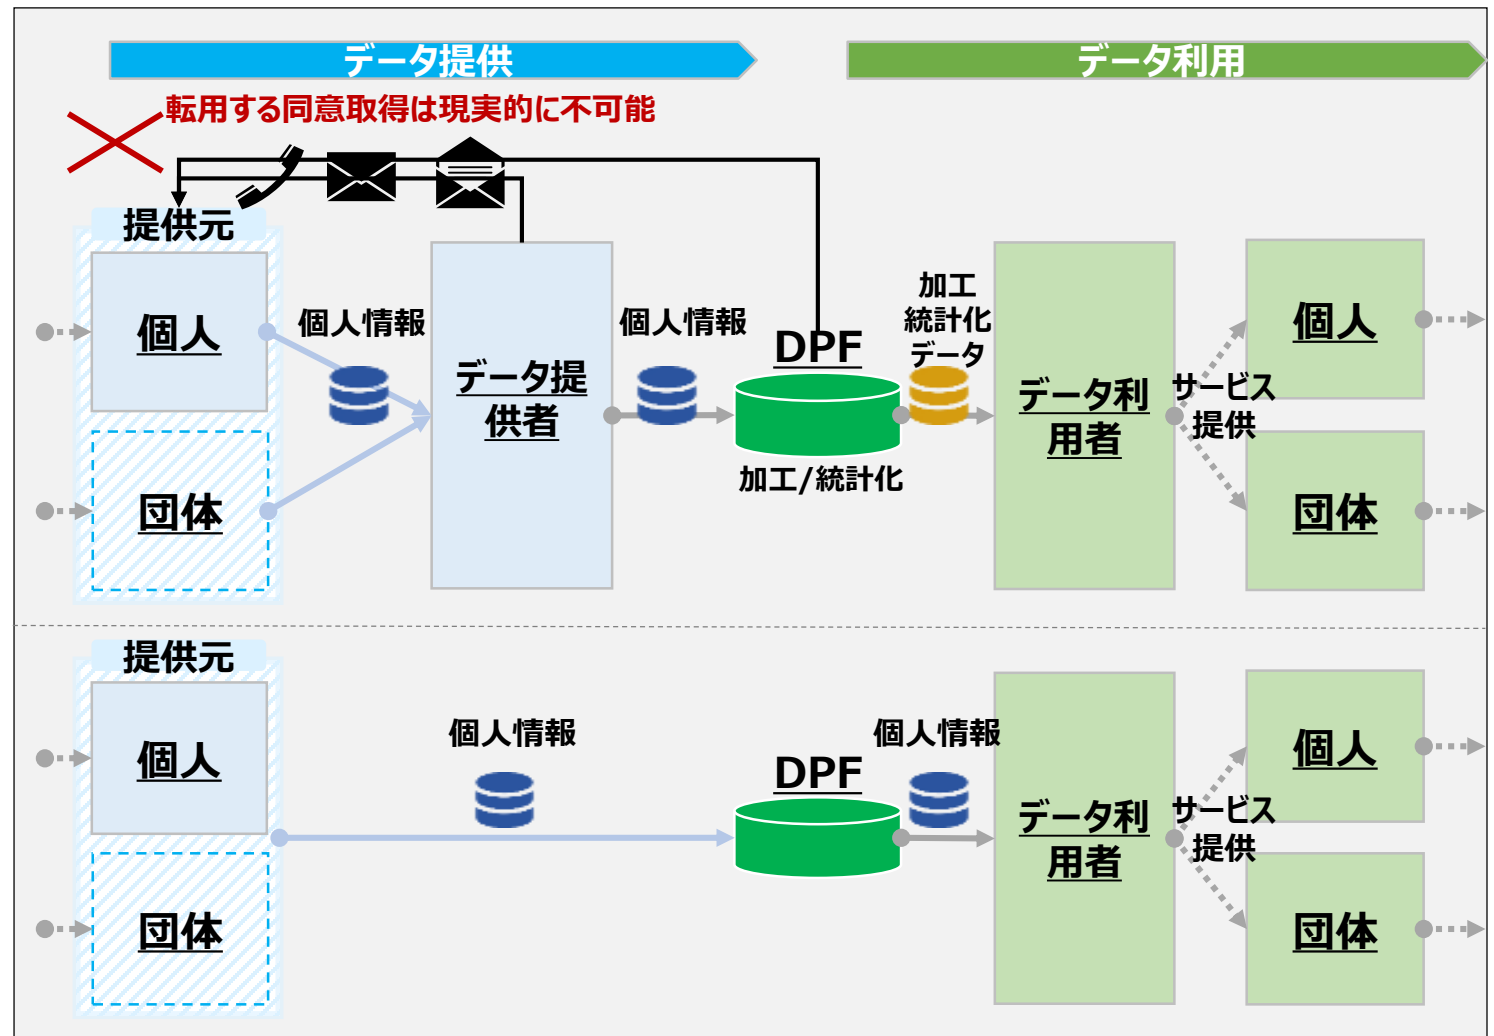 データ提供
データ利用
転用する同意取得は現実的に不可能
提供元
個人
団体
個人情報
データ提
供者
個人情報
DPF
加工/統計化
加工
統計化
データ
データ利
用者
サービス
提供
個人
団体
提供元
個人
団体
個人情報
DPF
個人情報
データ利
用者
サービス
提供
個人
団体